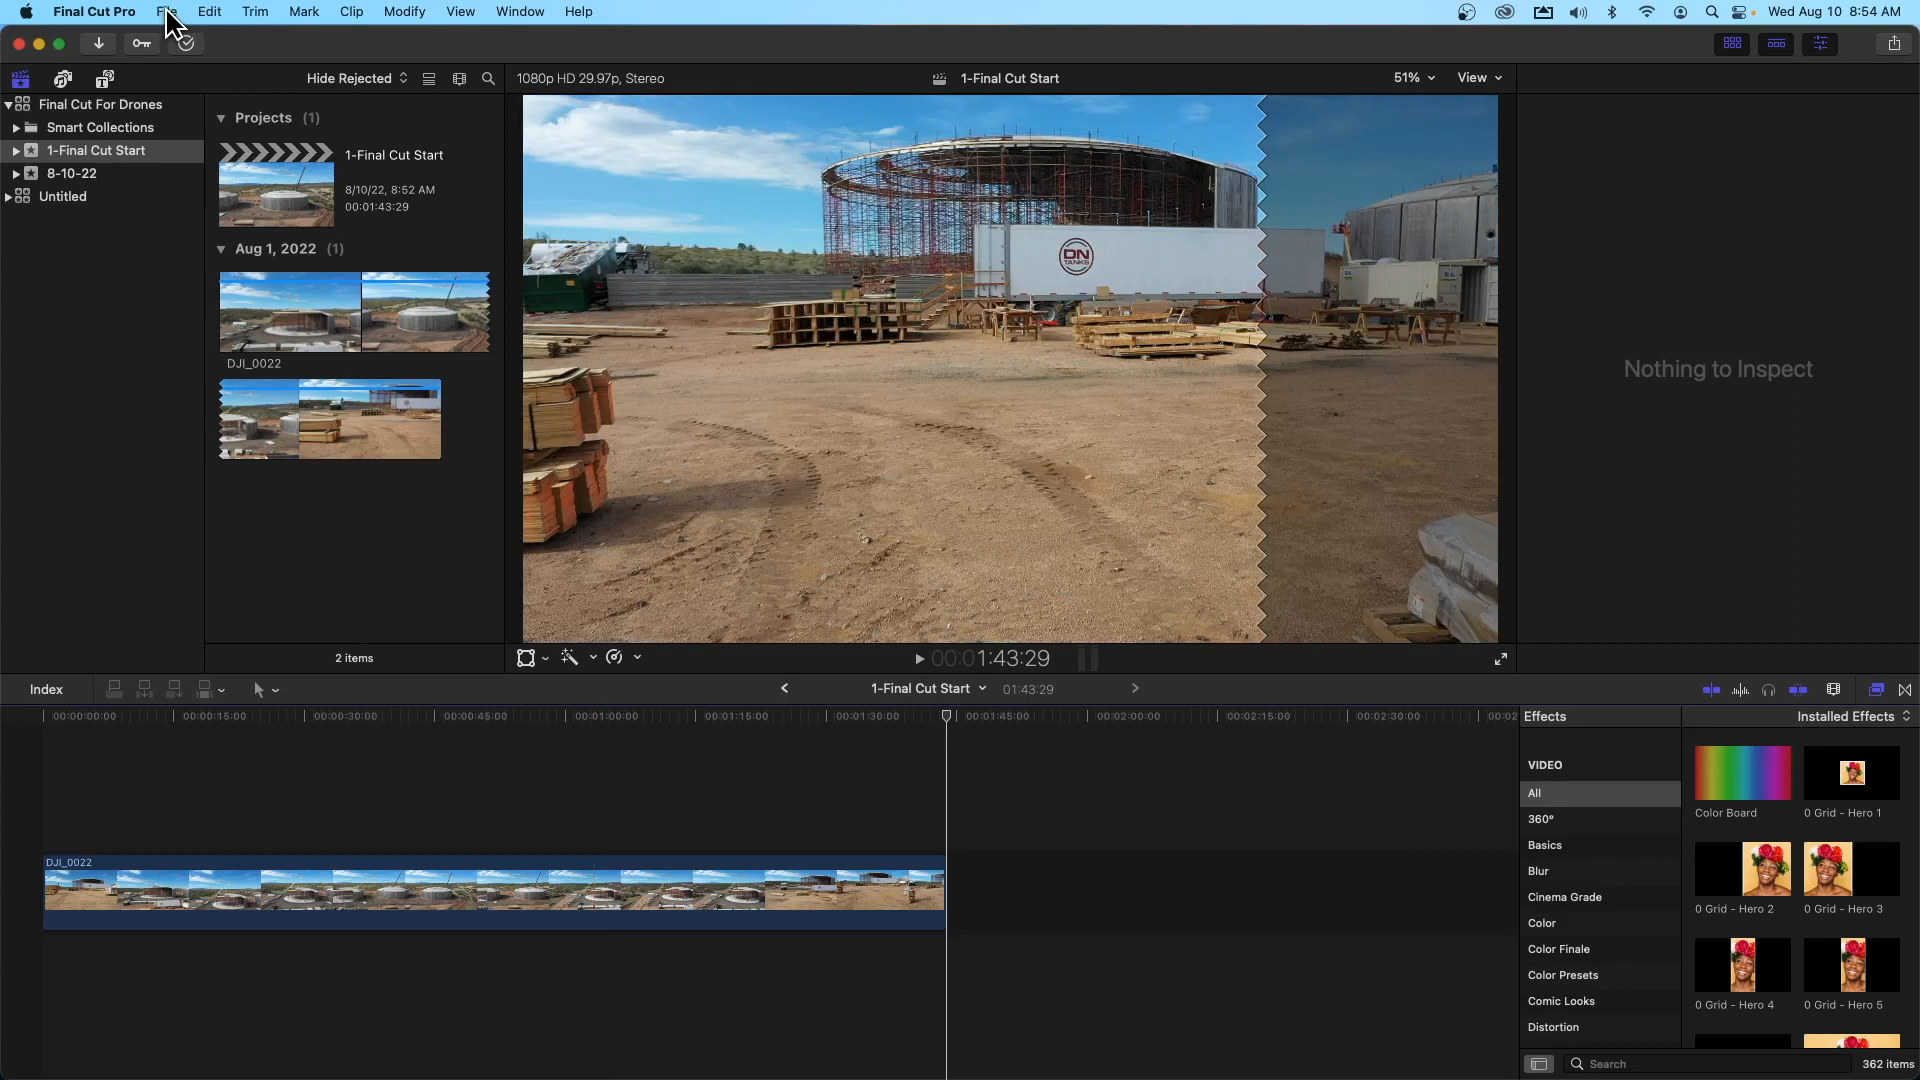 Final Cut Pro File Edit Trim Mark Clip Modify View Window Help Wed Aug 10 8:54 AM
Hide Rejected 1080p HD 29.97p, Stereo 1-Final Cut Start 51% View
Final Cut For Drones
Smart Collections
1-Final Cut Start
8-10-22
Untitled
Projects (1)
1-Final Cut Start
8/10/22, 8:52 AM
00:01:43:29
Aug 1, 2022 (1)
DJI_0022
2 items
DN
TANKS
Nothing to Inspect
00:01:43:29
Index 1-Final Cut Start 01:43:29
00:00:00:00 00:00:15:00 00:00:30:00 00:00:45:00 00:01:00:00 00:01:15:00 00:01:30:00 00:01:45:00 00:02:00:00 00:02:15:00 00:02:30:00 00:02
DJI_0022
Effects Installed Effects
VIDEO
All
360°
Basics
Blur
Cinema Grade
Color
Color Finale
Color Presets
Comic Looks
Distortion
Color Board 0 Grid - Hero 1
0 Grid - Hero 2 0 Grid - Hero 3
0 Grid - Hero 4 0 Grid - Hero 5
Search 362 items